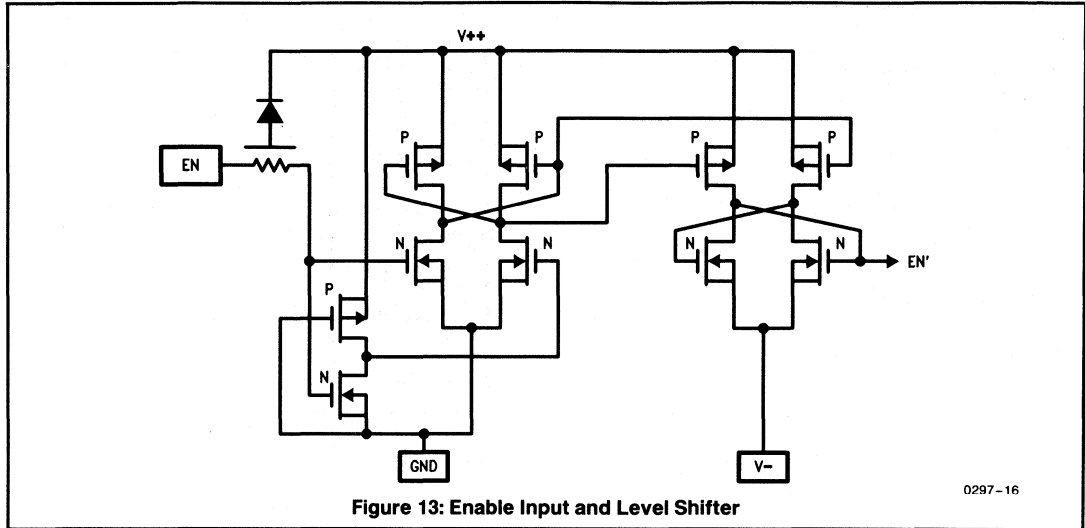 V++
P
P
P
P
EN
N
N
N
N
EN'
P
N
GND
V–
0297–16
Figure 13: Enable Input and Level Shifter